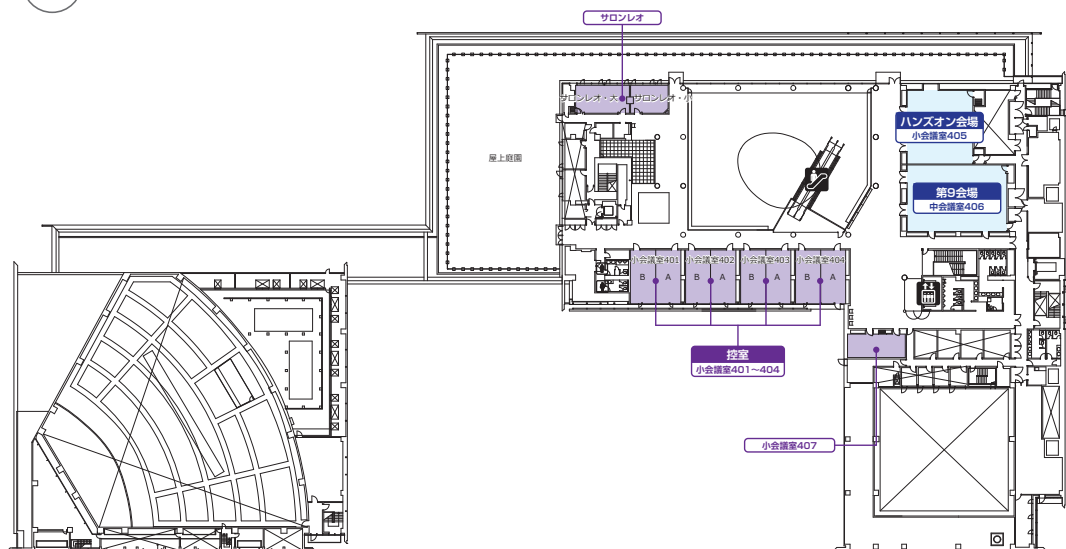 サロンレオ
サロンレオ・大
サロンレオ・小
ハンズオン会場
小会議室405
屋上庭園
第9会場
中会議室406
小会議室401
小会議室402
小会議室403
小会議室404
B A
B A
B A
B A
控室
小会議室401〜404
小会議室407